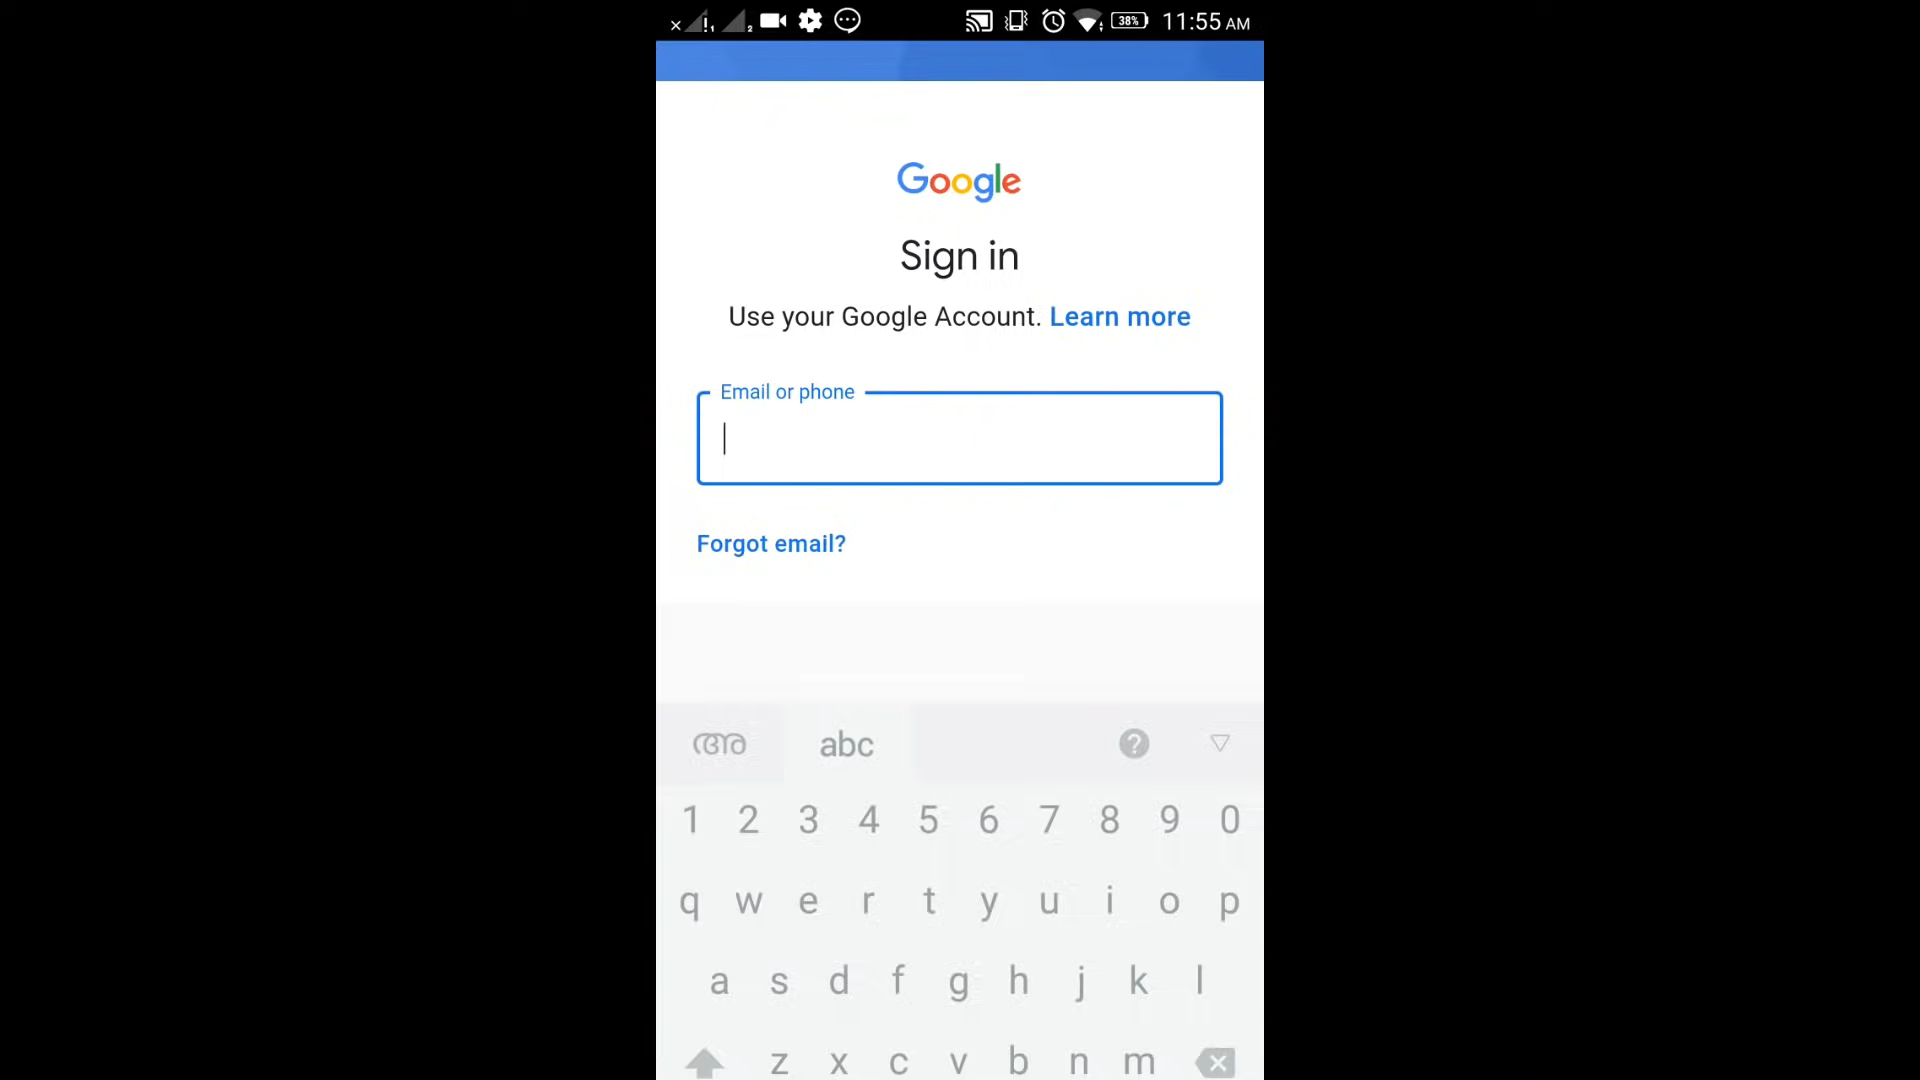 38% 11:55 AM
Google
Sign in
Use your Google Account. Learn more
Email or phone
Forgot email?
അ abc
1 2 3 4 5 6 7 8 9 0
q w e r t y u i o p
a s d f g h j k l
z x c v b n m